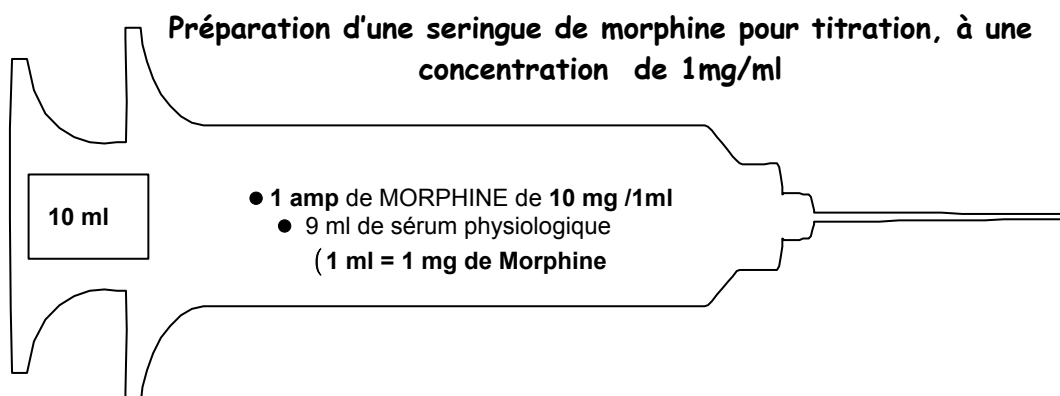 Préparation d'une seringue de morphine pour titration, à une
concentration de 1mg/ml
10 ml
● 1 amp de MORPHINE de 10 mg /1ml
● 9 ml de sérum physiologique
(1 ml = 1 mg de Morphine